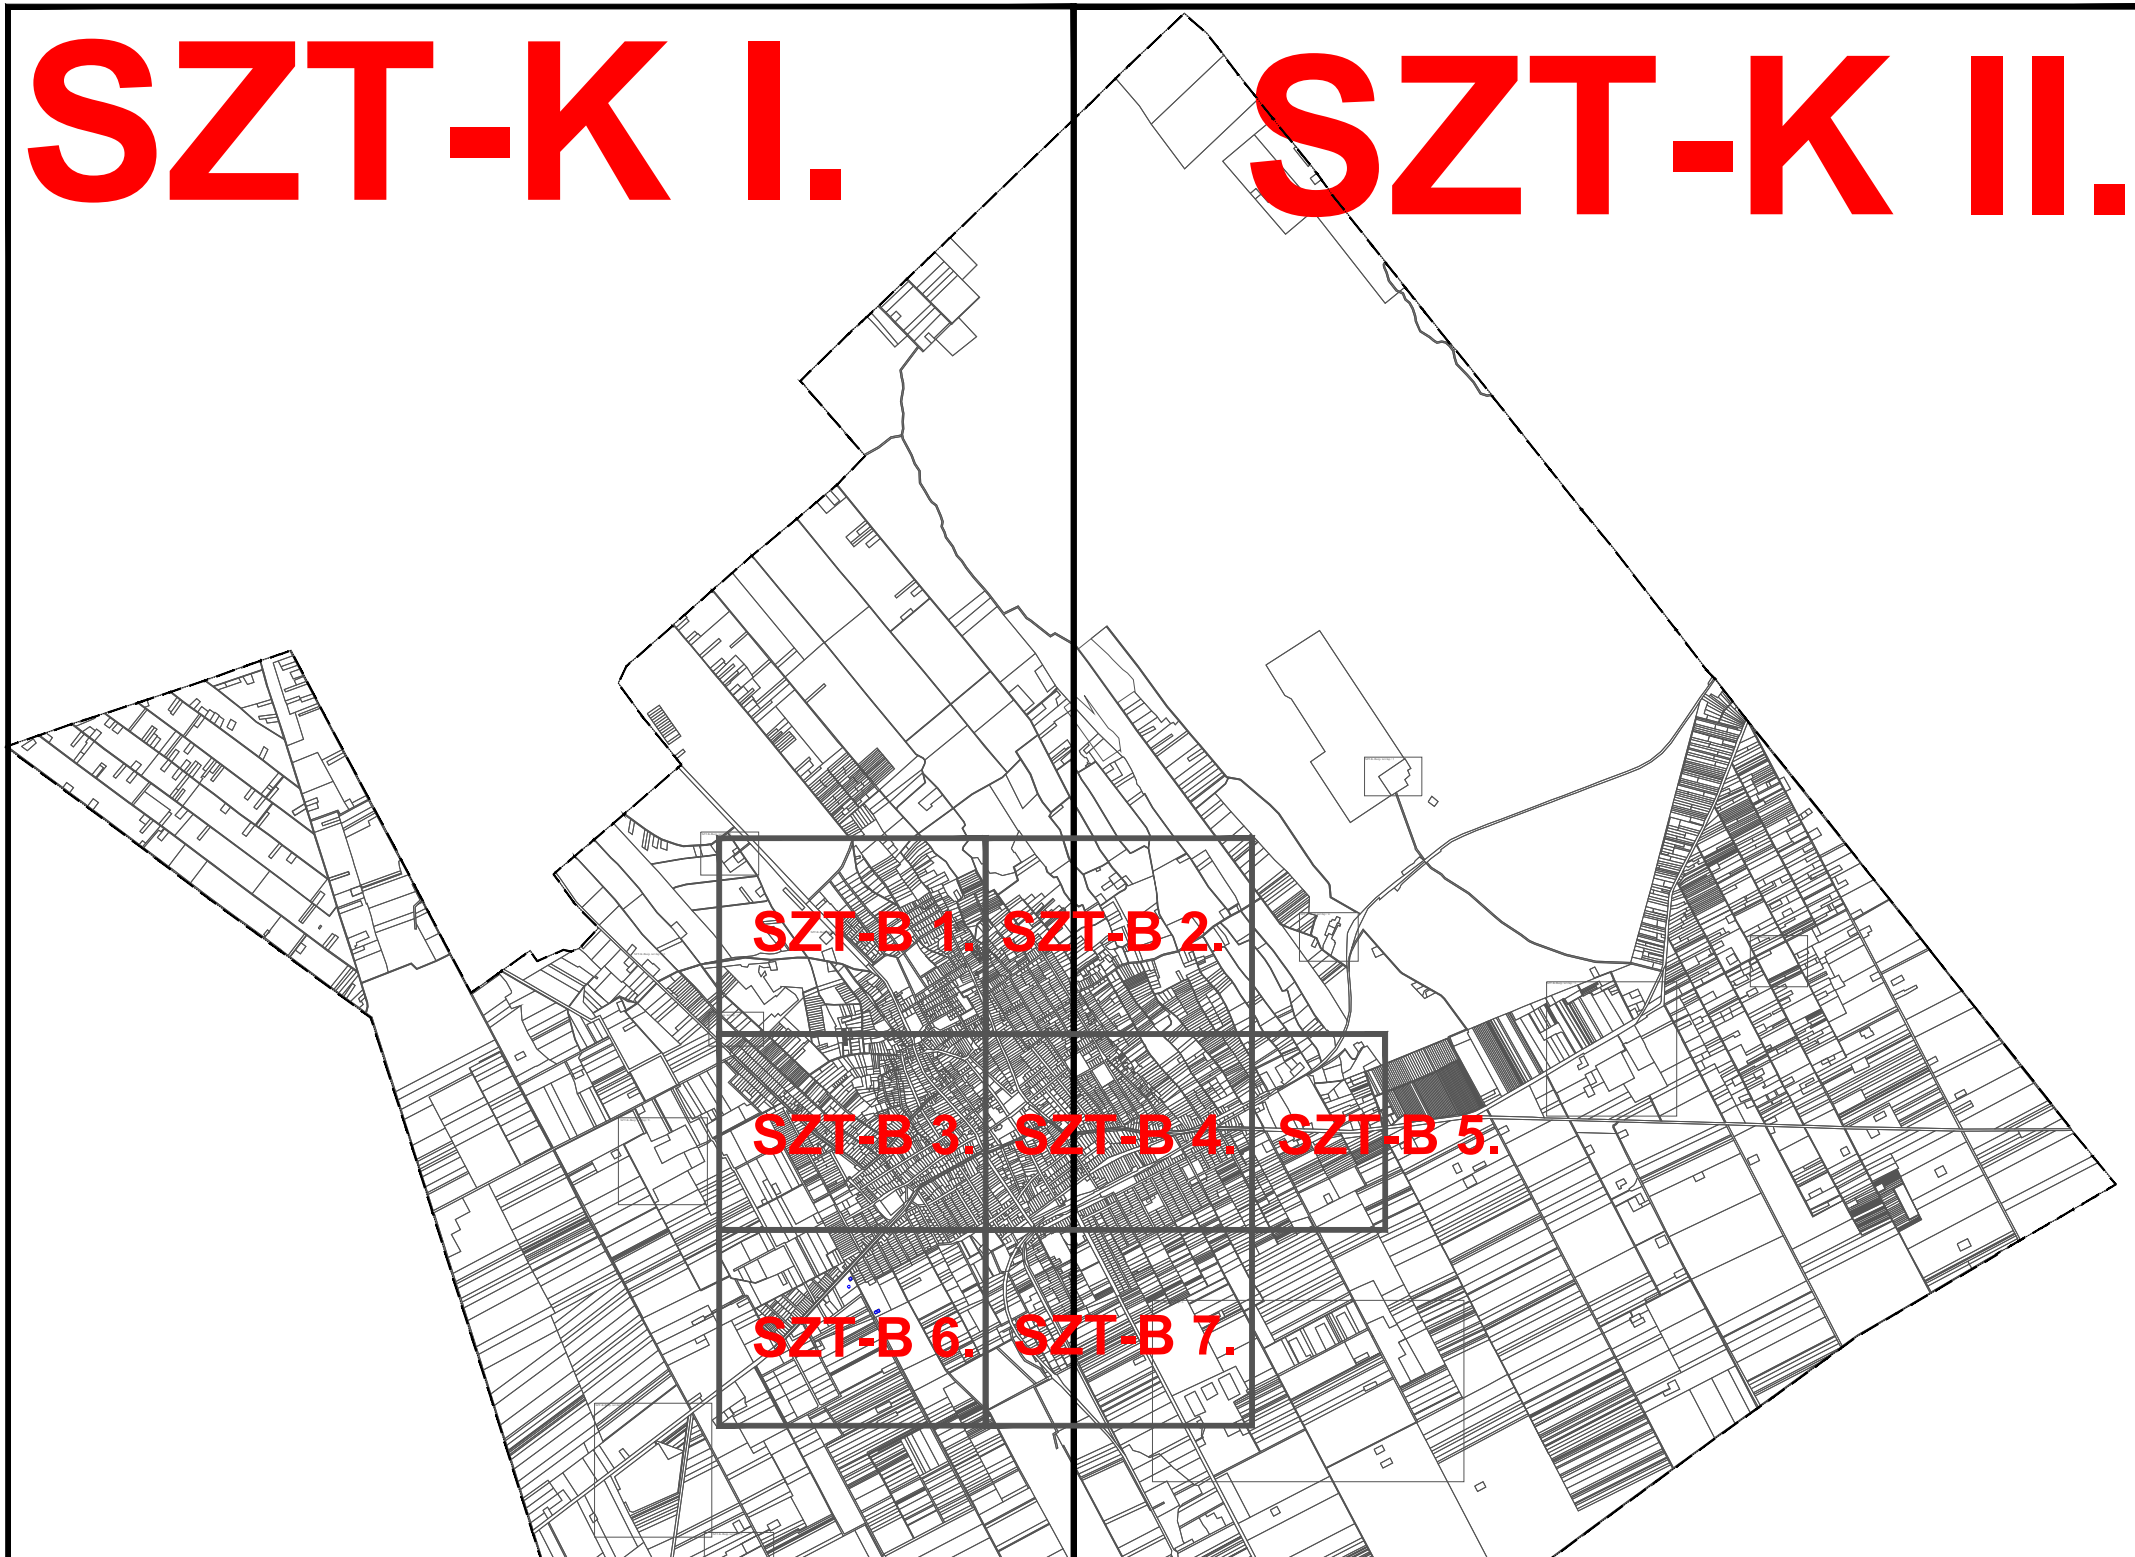 SZT-K I.
SZT-K II.
SZT-B 1.
SZT-B 2.
SZT-B 3.
SZT-B 4.
SZT-B 5.
SZT-B 6.
SZT-B 7.